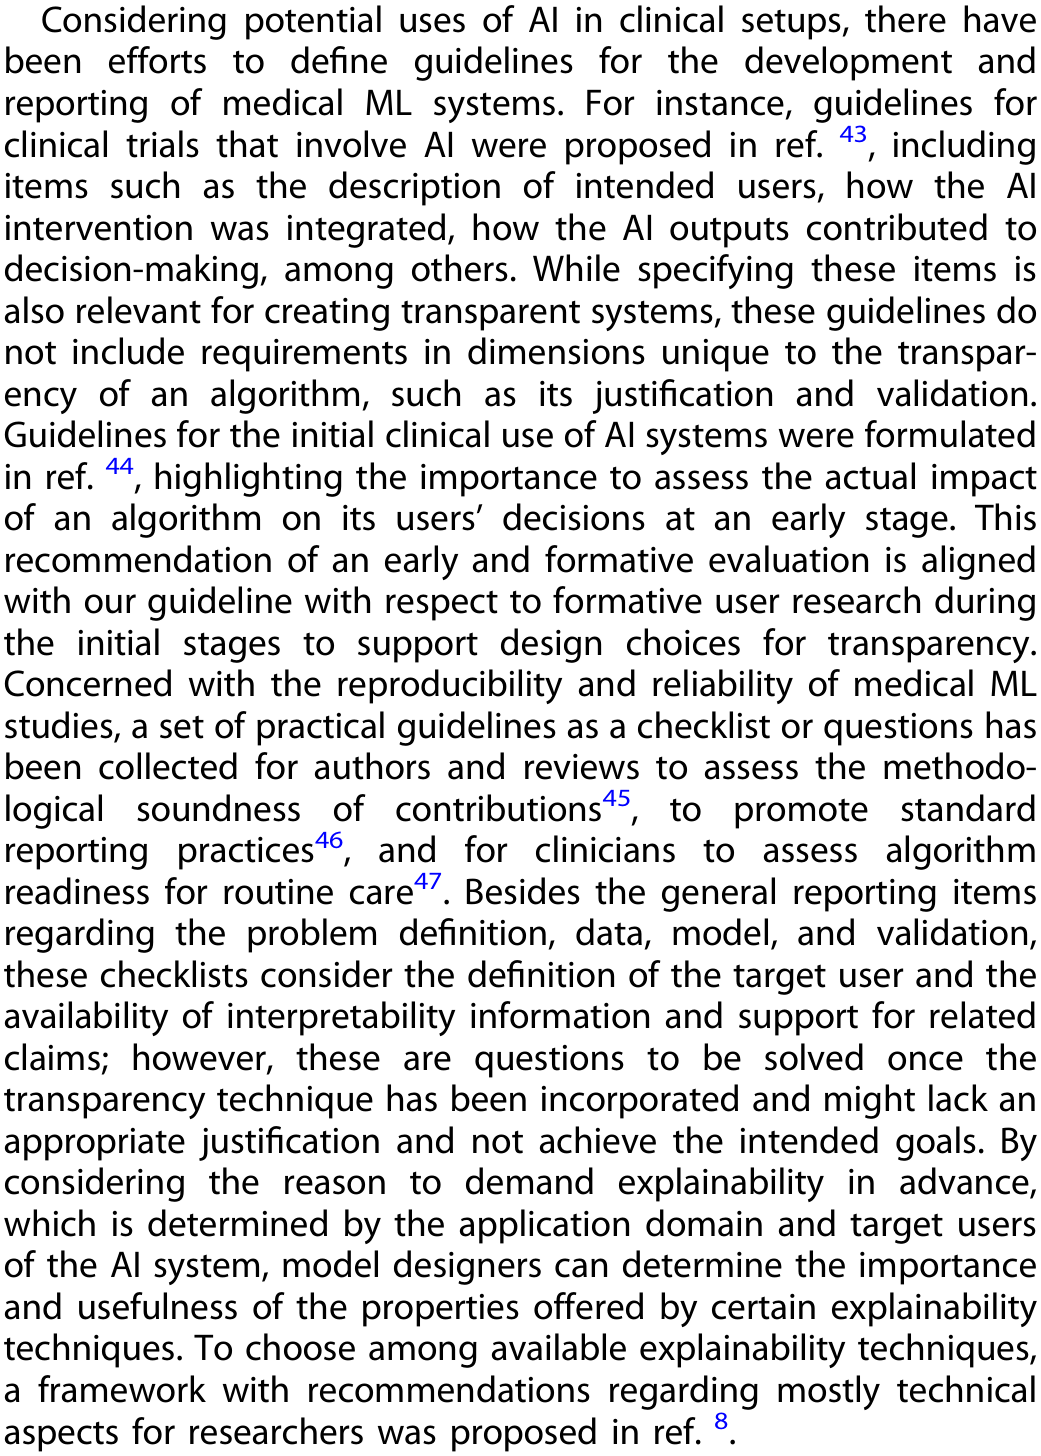 Considering potential uses of AI in clinical setups, there have
been efforts to define guidelines for the development and
reporting of medical ML systems. For instance, guidelines for
clinical trials that involve AI were proposed in ref. 43, including
items such as the description of intended users, how the AI
intervention was integrated, how the AI outputs contributed to
decision-making, among others. While specifying these items is
also relevant for creating transparent systems, these guidelines do
not include requirements in dimensions unique to the transpar-
ency of an algorithm, such as its justification and validation.
Guidelines for the initial clinical use of AI systems were formulated
in ref. 44, highlighting the importance to assess the actual impact
of an algorithm on its users’ decisions at an early stage. This
recommendation of an early and formative evaluation is aligned
with our guideline with respect to formative user research during
the initial stages to support design choices for transparency.
Concerned with the reproducibility and reliability of medical ML
studies, a set of practical guidelines as a checklist or questions has
been collected for authors and reviews to assess the methodo-
logical soundness of contributions45, to promote standard
reporting practices46, and for clinicians to assess algorithm
readiness for routine care47. Besides the general reporting items
regarding the problem definition, data, model, and validation,
these checklists consider the definition of the target user and the
availability of interpretability information and support for related
claims; however, these are questions to be solved once the
transparency technique has been incorporated and might lack an
appropriate justification and not achieve the intended goals. By
considering the reason to demand explainability in advance,
which is determined by the application domain and target users
of the AI system, model designers can determine the importance
and usefulness of the properties offered by certain explainability
techniques. To choose among available explainability techniques,
a framework with recommendations regarding mostly technical
aspects for researchers was proposed in ref. 8.